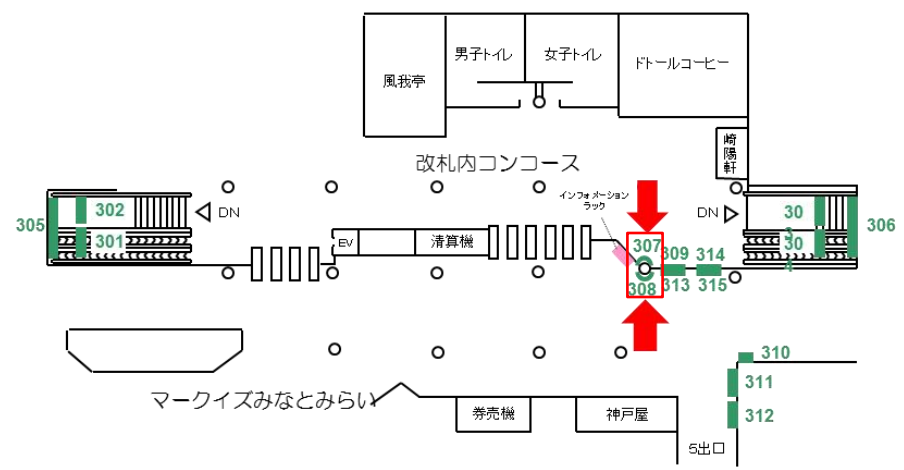 男子トイレ
女子トイレ
風我亭
ドトールコーヒー
崎陽軒
改札内コンコース
インフォメーション
ラック
302
DN
DN
30
3
305
306
301
EV
清算機
307
309
314
30
4
308
313
315
310
311
マークイズみなとみらい
券売機
神戸屋
312
5出口